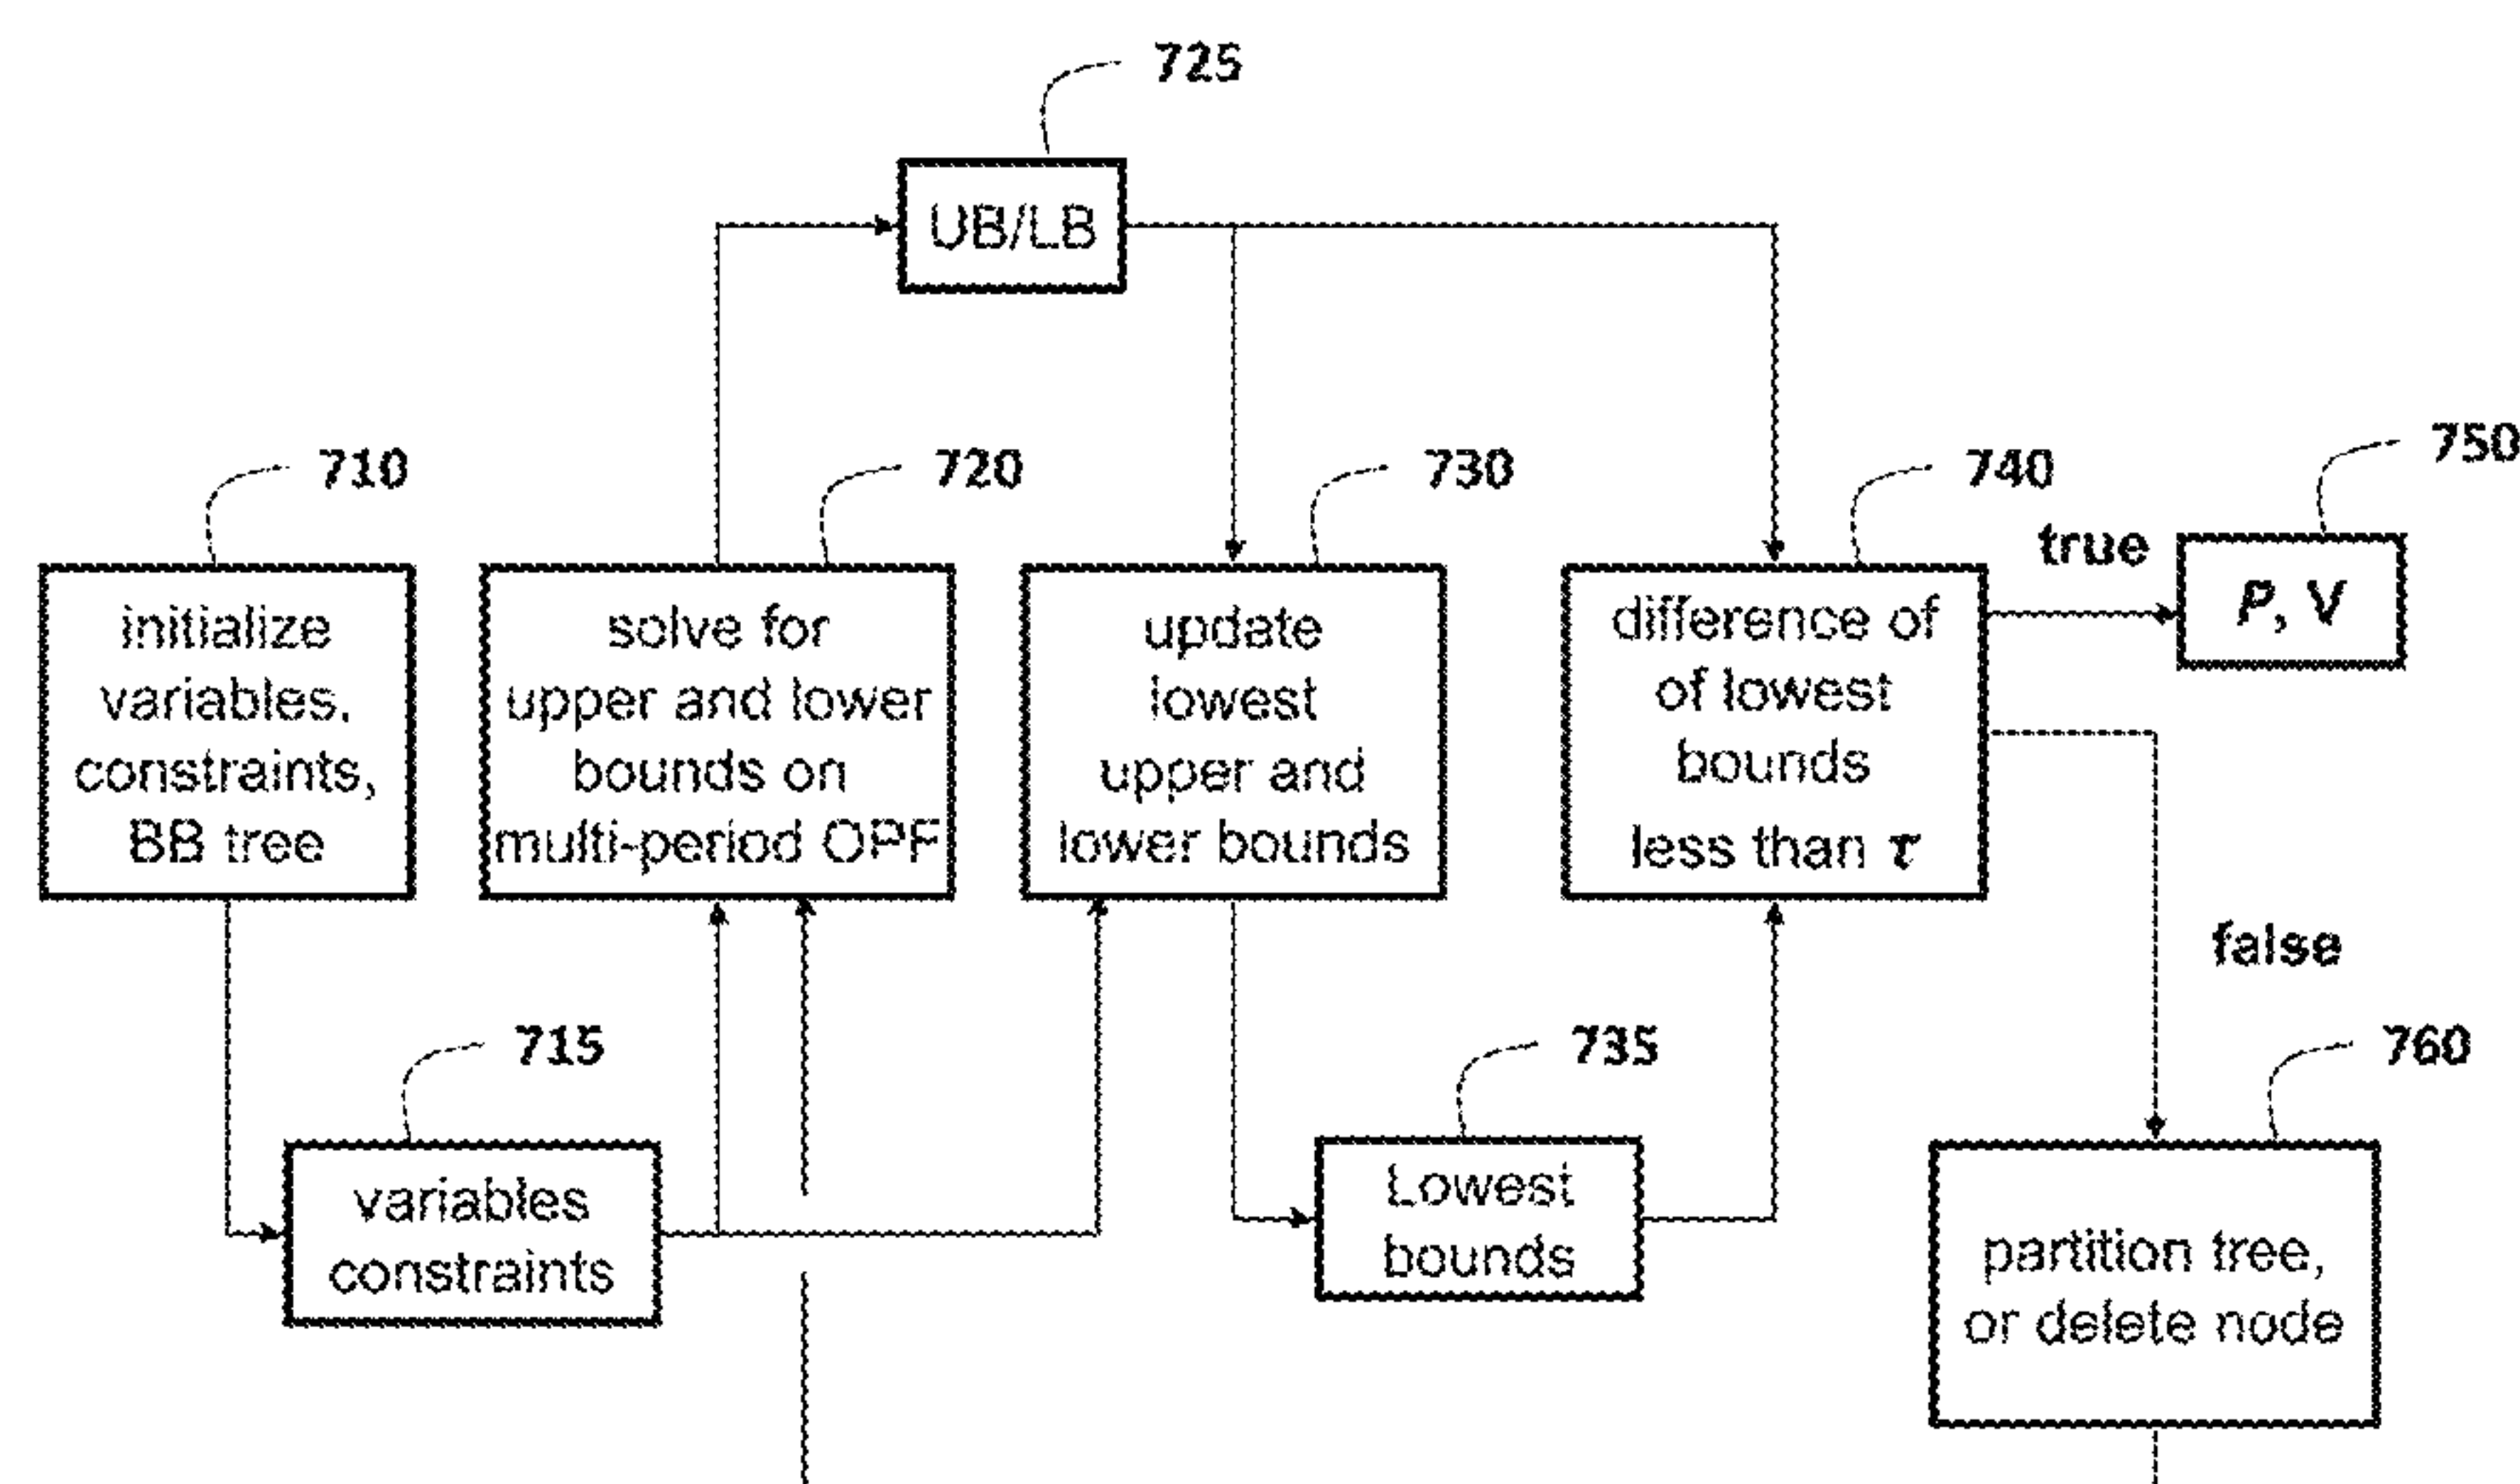 725
UB/LB
710
720
730
740
750
true
P, V
initialize
variables,
constraints,
BB tree
solve for
upper and lower
bounds on
multi-period OPF
update
lowest
upper and
lower bounds
difference of
of lowest
bounds
less than τ
false
715
735
760
variables
constraints
Lowest
bounds
partition tree,
or delete node